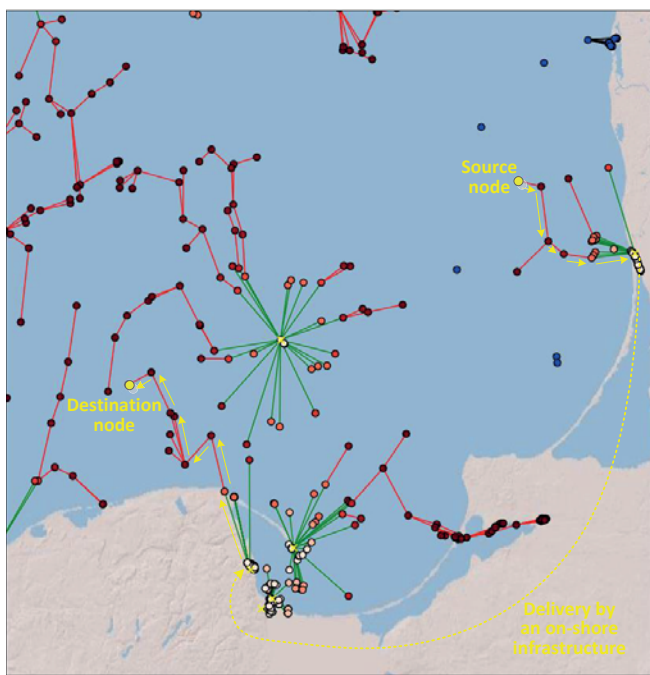 Source
node
Destination
node
Delivery by
an on-shore
infrastructure